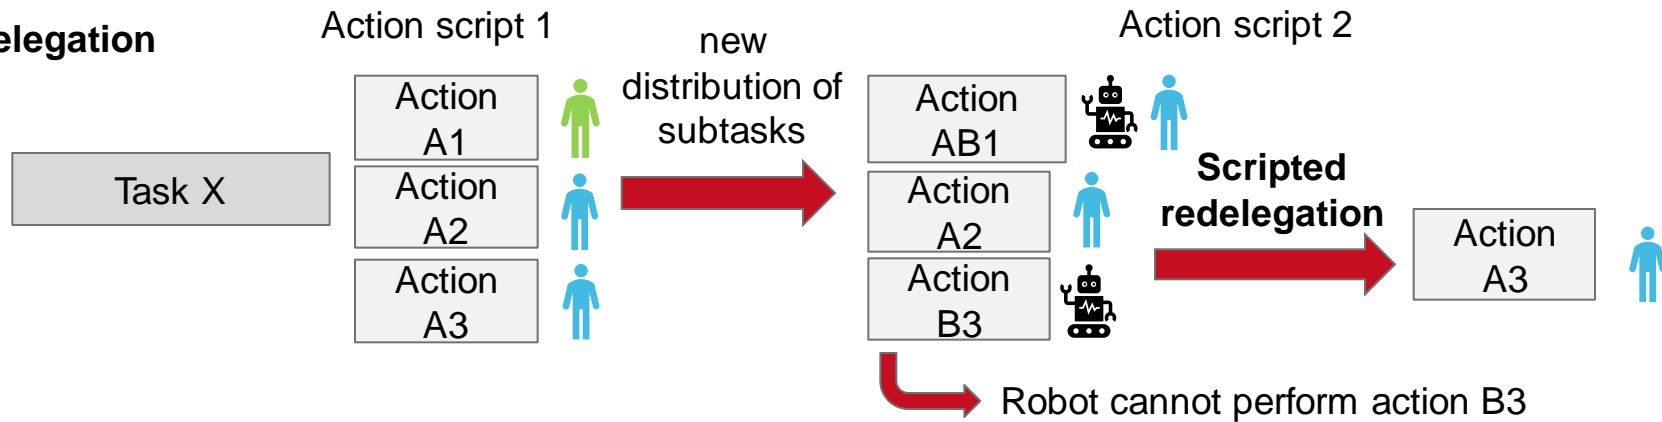 elegation
Action script 1
new
distribution of
subtasks
Action script 2
Task X
Action
A1
Action
A2
Action
A3
Action
AB1
Action
A2
Action
B3
Scripted
redelegation
Action
A3
Robot cannot perform action B3